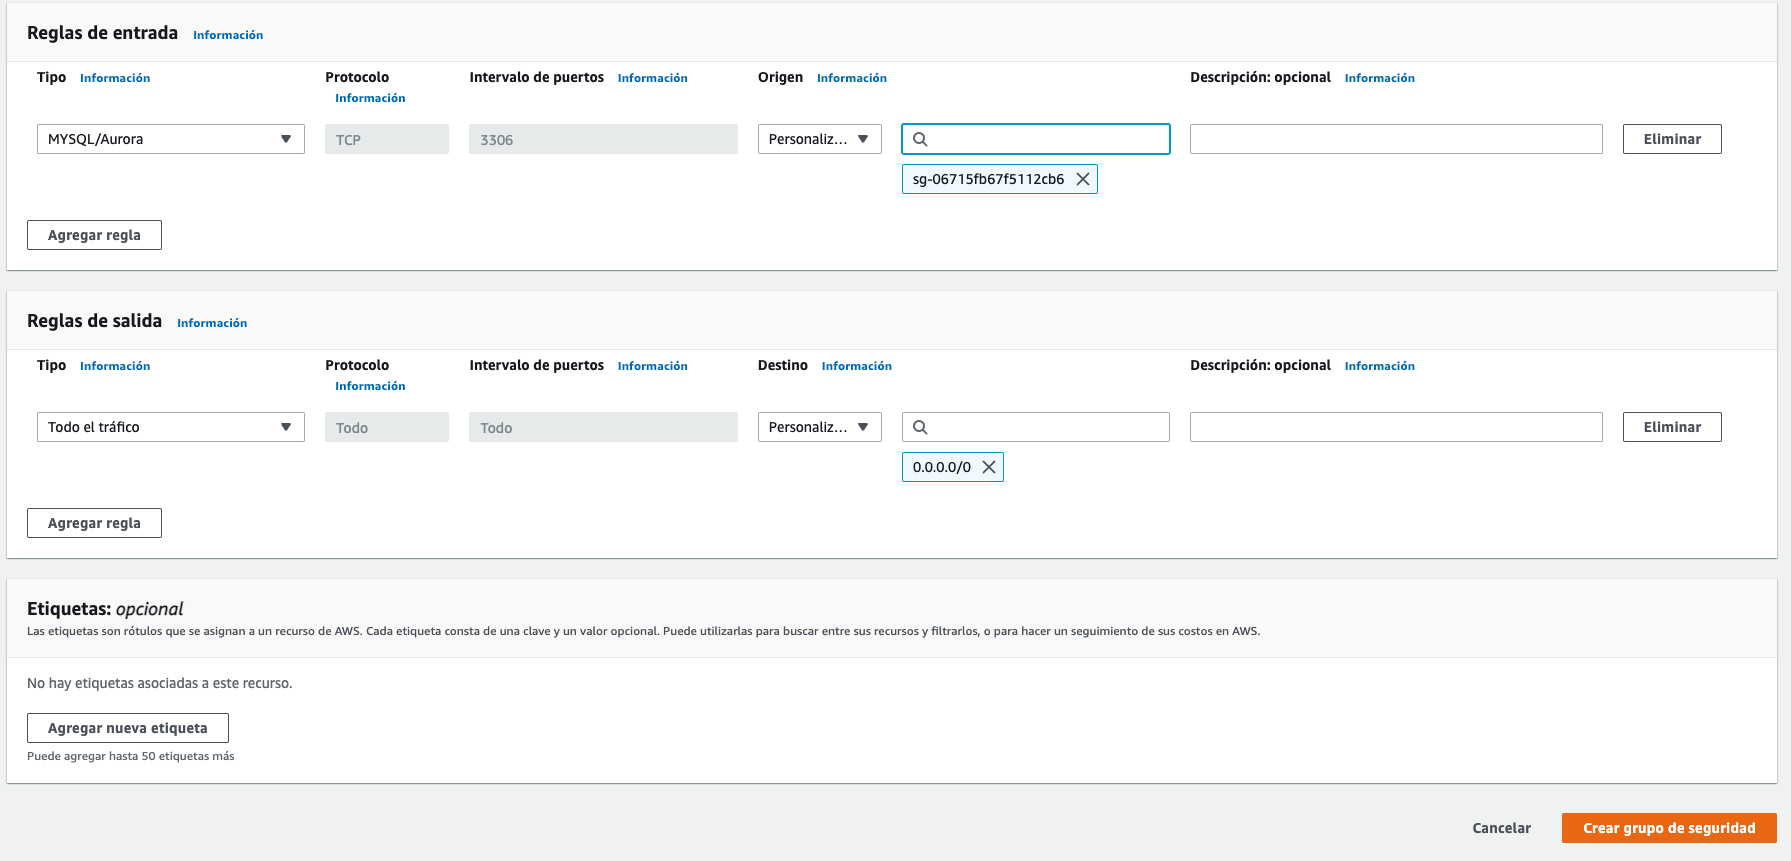 Reglas de entrada Información
Tipo Información Protocolo Información Intervalo de puertos Información Origen Información Descripción: opcional Información
MYSQL/Aurora TCP 3306 Personaliz... Eliminar
sg-06715fb67f5112cb6
Agregar regla
Reglas de salida Información
Tipo Información Protocolo Información Intervalo de puertos Información Destino Información Descripción: opcional Información
Todo el tráfico Todo Todo Personaliz... Eliminar
0.0.0.0/0
Agregar regla
Etiquetas: opcional
Las etiquetas son rótulos que se asignan a un recurso de AWS. Cada etiqueta consta de una clave y un valor opcional. Puede utilizarlas para buscar entre sus recursos y filtrarlos, o para hacer un seguimiento de sus costos en AWS.
No hay etiquetas asociadas a este recurso.
Agregar nueva etiqueta
Puede agregar hasta 50 etiquetas más
Cancelar Crear grupo de seguridad